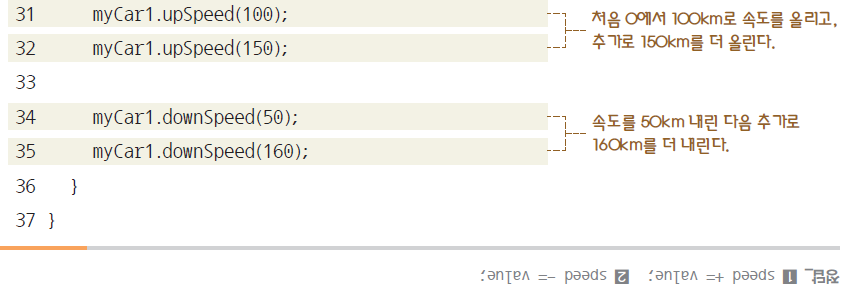 31 myCar1.upSpeed(100);
처음 0에서 100km로 속도를 올리고,
32 myCar1.upSpeed(150);
추가로 150km를 더 올린다.
33
34 myCar1.downSpeed(50);
속도를 50km 내린 다음 추가로
35 myCar1.downSpeed(160);
160km를 더 내린다.
36 }
37 }
정답_ 1 speed += value; 2 speed -= value;